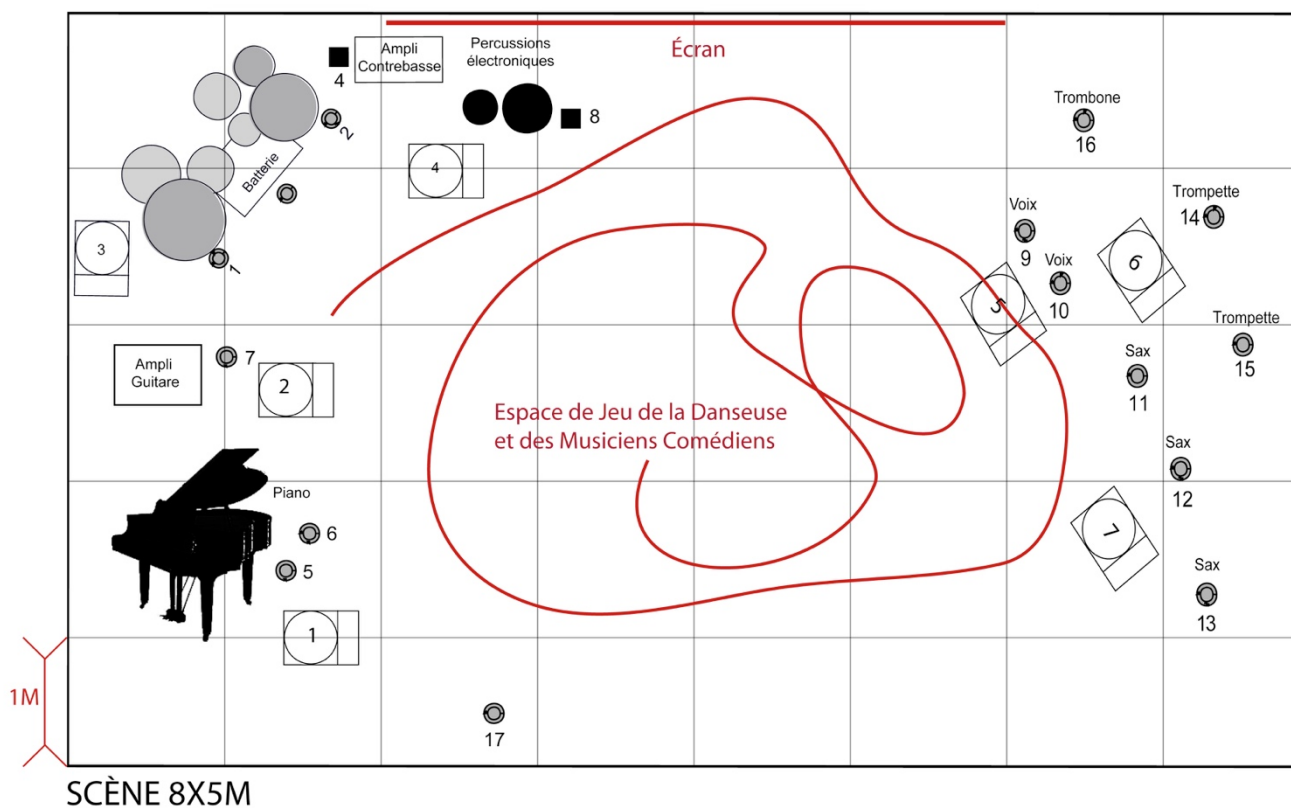 Ampli
Contrebasse
4
Percussions
électroniques
8
Écran
2
Batterie
4
Trombone
16
3
1
Voix
9
Voix
10
5
6
Trompette
14
Trompette
15
Ampli
Guitare
7
2
Sax
11
Espace de Jeu de la Danseuse
et des Musiciens Comédiens
Sax
12
Piano
6
5
7
Sax
13
1
1M
17
SCÈNE 8X5M